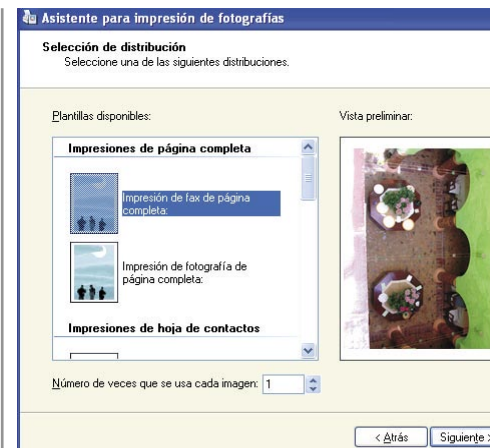 Asistente para impresión de fotografías
Selección de distribución
Seleccione una de las siguientes distribuciones.
Plantillas disponibles:
Vista preliminar:
Impresiones de página completa
Impresión de fax de página
completa:
Impresión de fotografía de
página completa:
Impresiones de hoja de contactos
Número de veces que se usa cada imagen: 1
< Atrás
Siguiente >